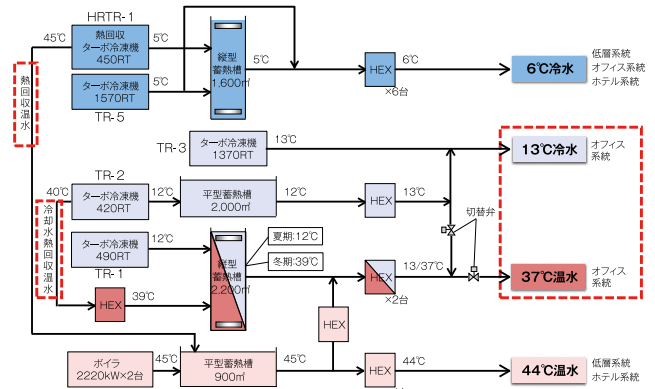 HRTR-1
45℃
熱回収
ターボ冷凍機
450RT
5℃
ターボ冷凍機
1570RT
5℃
TR-5
縦型
蓄熱槽
1,600㎥
5℃
HEX
×6台
6℃
6℃冷水
低層系統
オフィス系統
ホテル系統
熱回収温水
TR-3
ターボ冷凍機
1370RT
13℃
13℃冷水
オフィス
系統
TR-2
40℃
ターボ冷凍機
420RT
12℃
平型蓄熱槽
2,000㎥
12℃
HEX
13℃
切替弁
冷却水熱回収温水
ターボ冷凍機
490RT
12℃
TR-1
HEX
39℃
縦型
蓄熱槽
2,200㎥
夏期:12℃
冬期:39℃
HEX
×2台
13/37℃
37℃温水
オフィス
系統
HEX
ボイラ
2220kW×2台
45℃
平型蓄熱槽
900㎥
45℃
HEX
44℃
44℃温水
低層系統
ホテル系統